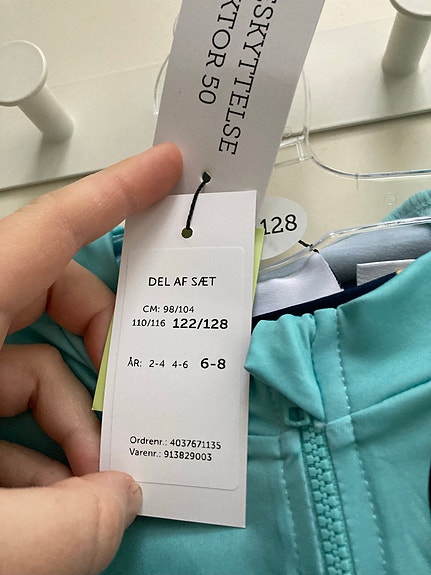 SKYTTELSE
KTOR 50
128
DEL AF SÆT
CM: 98/104
110/116 122/128
ÅR: 2-4 4-6 6-8
Ordrenr.: 4037671135
Varenr.: 913829003